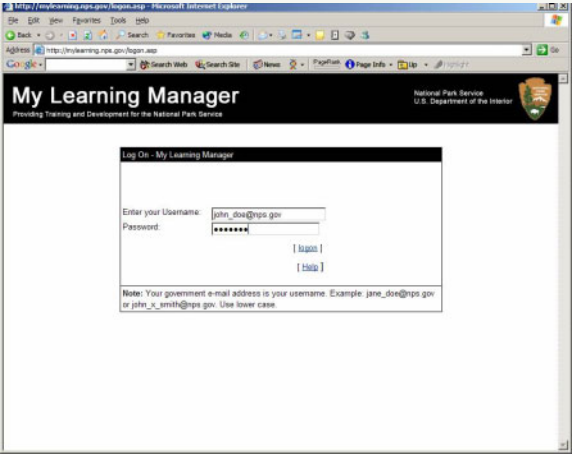 http://mylearning.nps.gov/logon.asp - Microsoft Internet Explorer
File Edit View Favorites Tools Help
Back Search Favorites Media
Address http://mylearning.nps.gov/logon.asp Go
Google Search Web Search Site News PageRank Page Info Up Highlight
My Learning Manager
Providing Training and Development for the National Park Service
National Park Service
U.S. Department of the Interior
Log On - My Learning Manager
Enter your Username: john_doe@nps.gov
Password: •••••••
[ logon ]
[ Help ]
Note: Your government e-mail address is your username. Example: jane_doe@nps.gov
or john_x_smith@nps.gov. Use lower case.